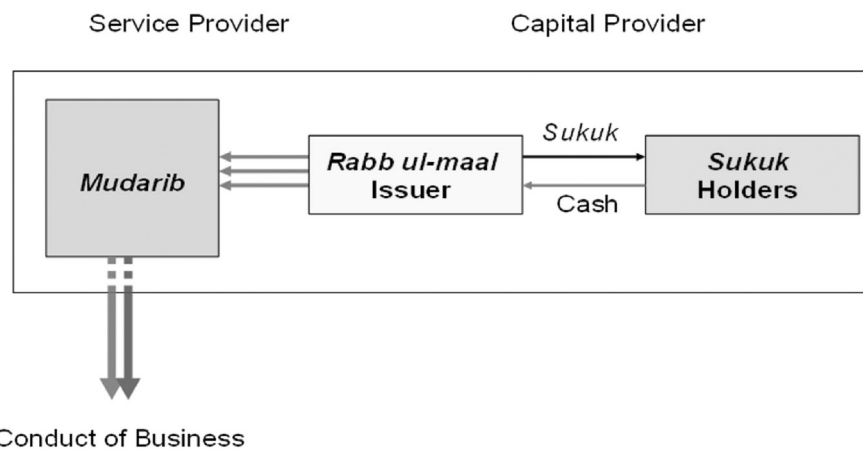 Service Provider
Capital Provider
Mudarib
Rabb ul-maal
Issuer
Sukuk
Cash
Sukuk
Holders
Conduct of Business